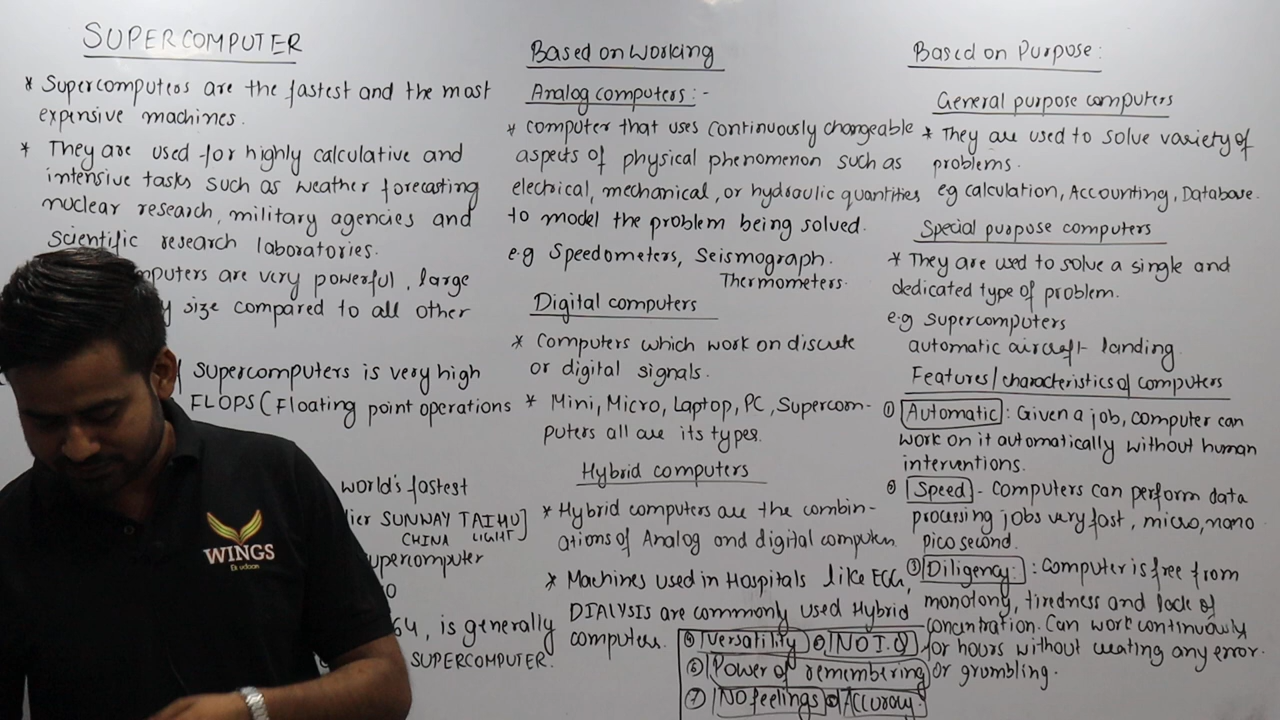 SUPERCOMPUTER
* Supercomputers are the fastest and the most
expensive machines.
* They are used for highly calculative and
intensive tasks such as weather forecasting
nuclear research, military agencies and
scientific research laboratories.
mputers are very powerful, large
size compared to all other
supercomputers is very high
FLOPS (Floating point operations
world's fastest
lier SUNWAY TAIHU]
CHINA LIGHT
upercomputer
0
64, is generally
SUPERCOMPUTER.
WINGS
Ek udaan
Based on Working
Analog computers:-
* computer that uses continuously changeable
aspects of physical phenomenon such as
electrical, mechanical, or hydraulic quantities
to model the problem being solved.
e.g Speedometers, Seismograph.
Thermometers.
Digital computers
* Computers which work on discrete
or digital signals.
* Mini, Micro, Laptop, PC, Supercom-
puters all are its types.
Hybrid computers
* Hybrid computers are the combin-
ations of Analog and digital computers.
* Machines used in Hospitals like ECG,
DIALYSIS are commonly used Hybrid
computers.
Versatility NO I.Q
Power of remembering
⑦ No feelings Accuracy.
Based on Purpose:
General purpose computers
* They are used to solve variety of
problems.
eg calculation, Accounting, Database.
Special purpose computers
* They are used to solve a single and
dedicated type of problem.
e.g supercomputers
automatic aircraft landing.
Features/characteristics of computers
① Automatic: Given a job, computer can
work on it automatically without human
interventions.
② Speed - Computers can perform data
processing jobs very fast, micro, nano
pico second.
③ Diligency: : Computer is free from
monotony, tiredness and lack of
concentration. Can work continuously
for hours without creating any error.
or grumbling.